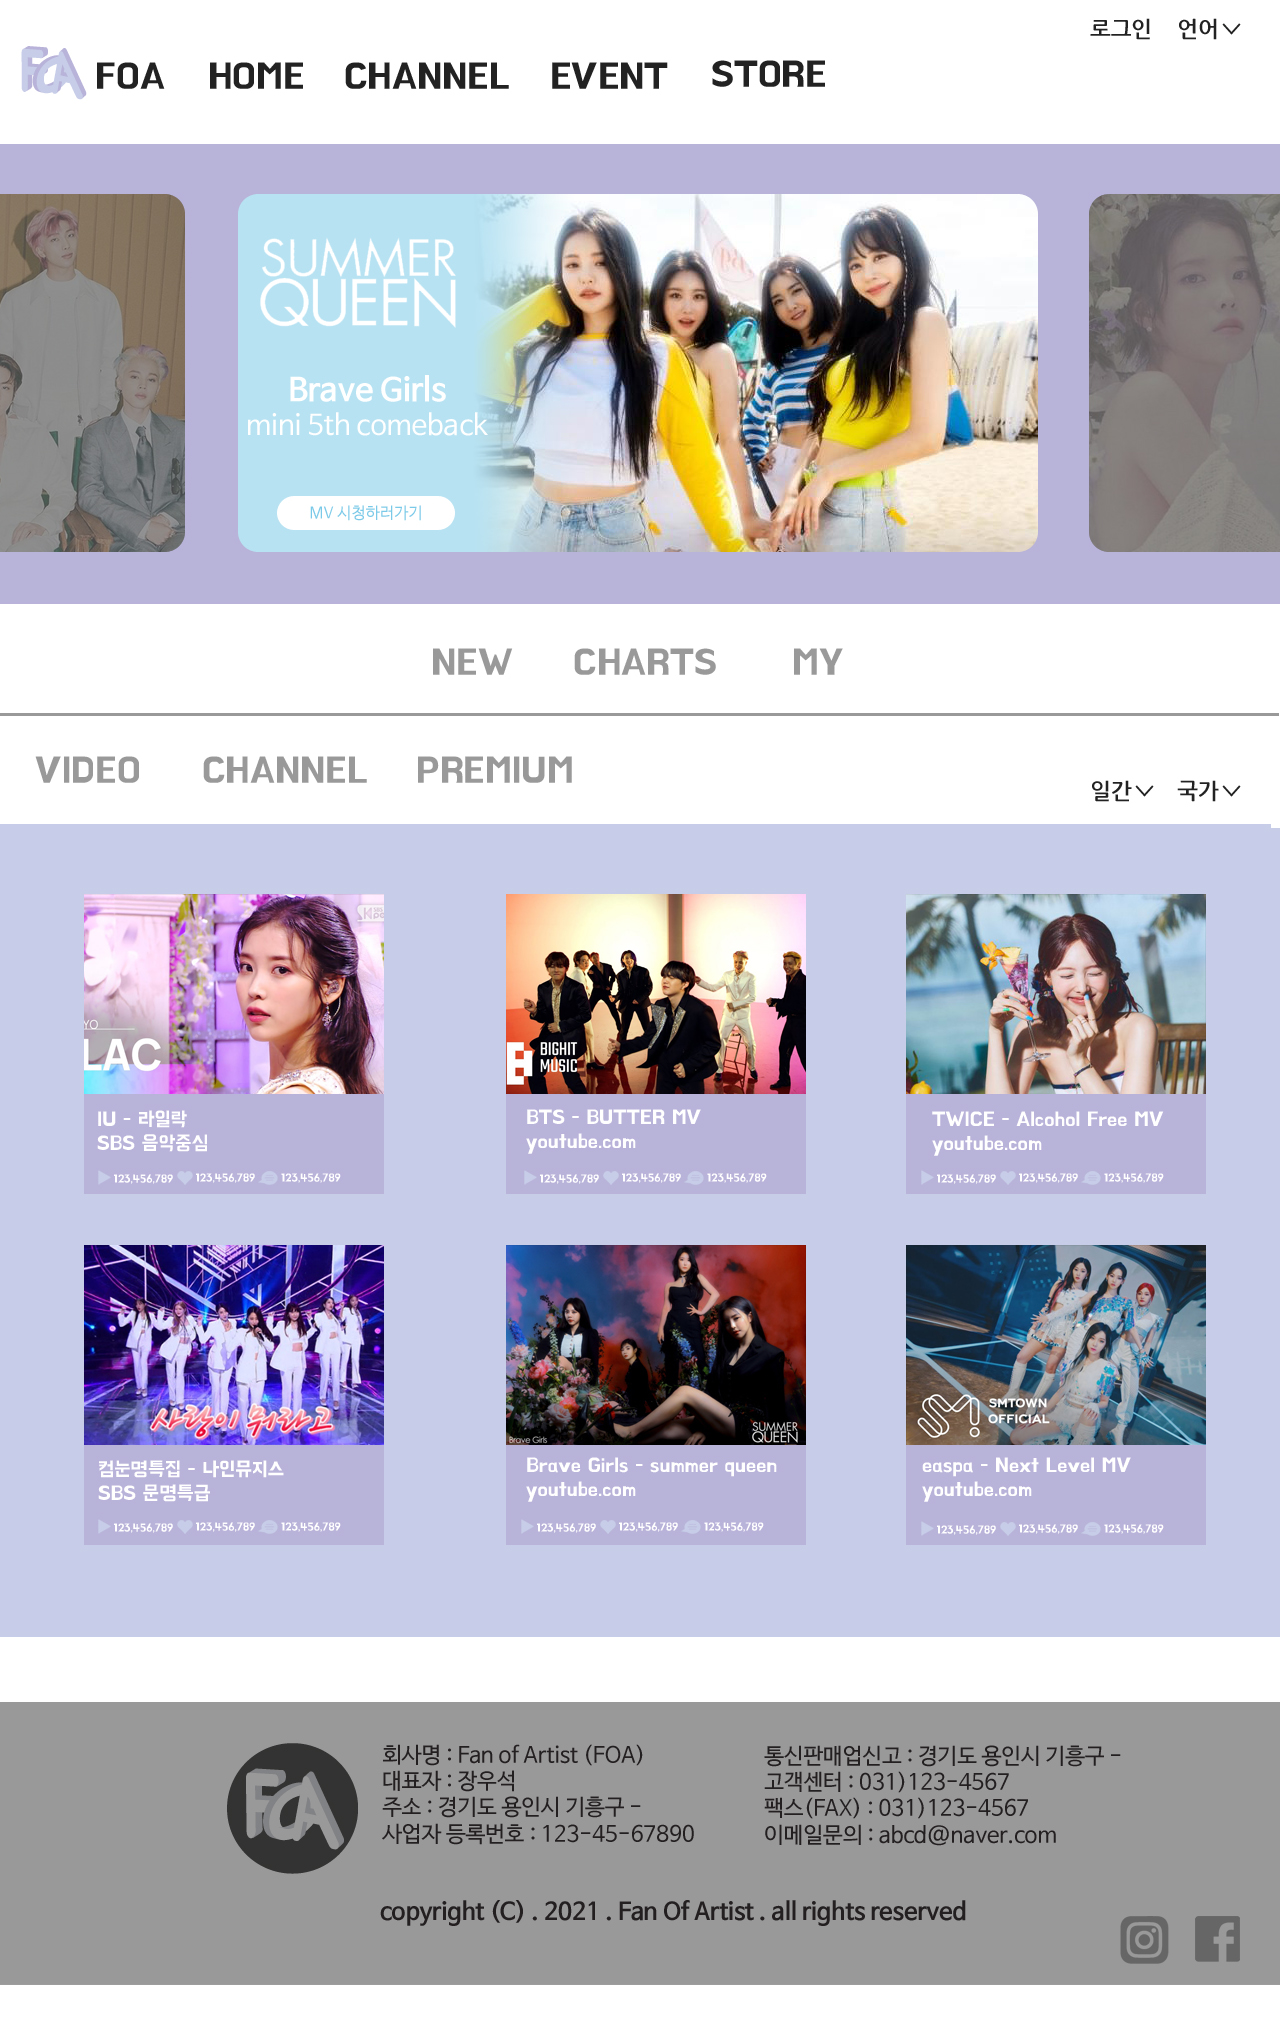 로그인 언어
FOA FOA HOME CHANNEL EVENT STORE
SUMMER
QUEEN
Brave Girls
mini 5th comeback
MV 시청하러가기
NEW CHARTS MY
VIDEO CHANNEL PREMIUM
일간 국가
YO
LAC
IU - 라일락
SBS 음악중심
123,456,789 123,456,789 123,456,789
BIGHIT
MUSIC
BTS - BUTTER MV
youtube.com
123,456,789 123,456,789 123,456,789
TWICE - Alcohol Free MV
youtube.com
123,456,789 123,456,789 123,456,789
사랑이 뭐라고
컴눈명특집 - 나인뮤지스
SBS 문명특급
123,456,789 123,456,789 123,456,789
Brave Girls
SUMMER
QUEEN
Brave Girls - summer queen
youtube.com
123,456,789 123,456,789 123,456,789
SMTOWN
OFFICIAL
easpa - Next Level MV
youtube.com
123,456,789 123,456,789 123,456,789
FOA
회사명 : Fan of Artist (FOA)
대표자 : 장우석
주소 : 경기도 용인시 기흥구 -
사업자 등록번호 : 123-45-67890
통신판매업신고 : 경기도 용인시 기흥구 -
고객센터 : 031)123-4567
팩스(FAX) : 031)123-4567
이메일문의 : abcd@naver.com
copyright (C) . 2021 . Fan Of Artist . all rights reserved